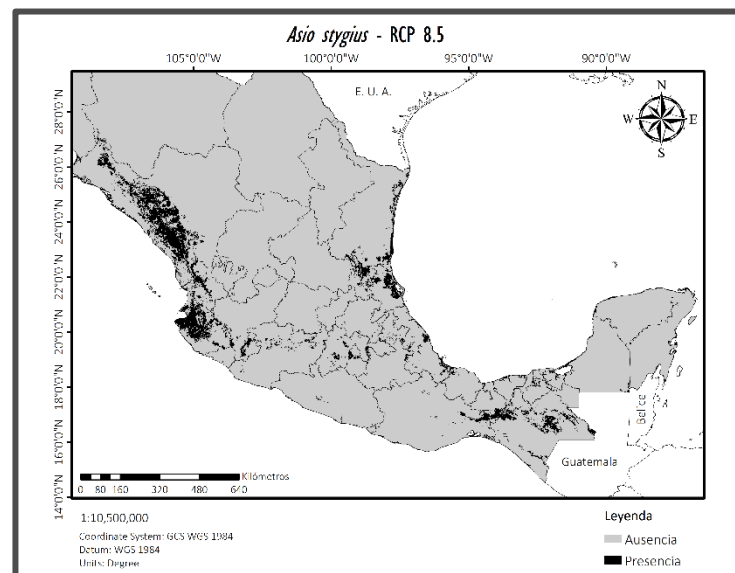 Asio stygius - RCP 8.5
105°0'0"W 100°0'0"W 95°0'0"W 90°0'0"W
E. U. A.
N
W E
S
28°0'0"N
26°0'0"N
24°0'0"N
22°0'0"N
20°0'0"N
18°0'0"N
16°0'0"N
14°0'0"N
Belice
Guatemala
Kilómetros
0 80 160 320 480 640
1:10,500,000
Coordinate System: GCS WGS 1984
Datum: WGS 1984
Units: Degree
Leyenda
Ausencia
Presencia